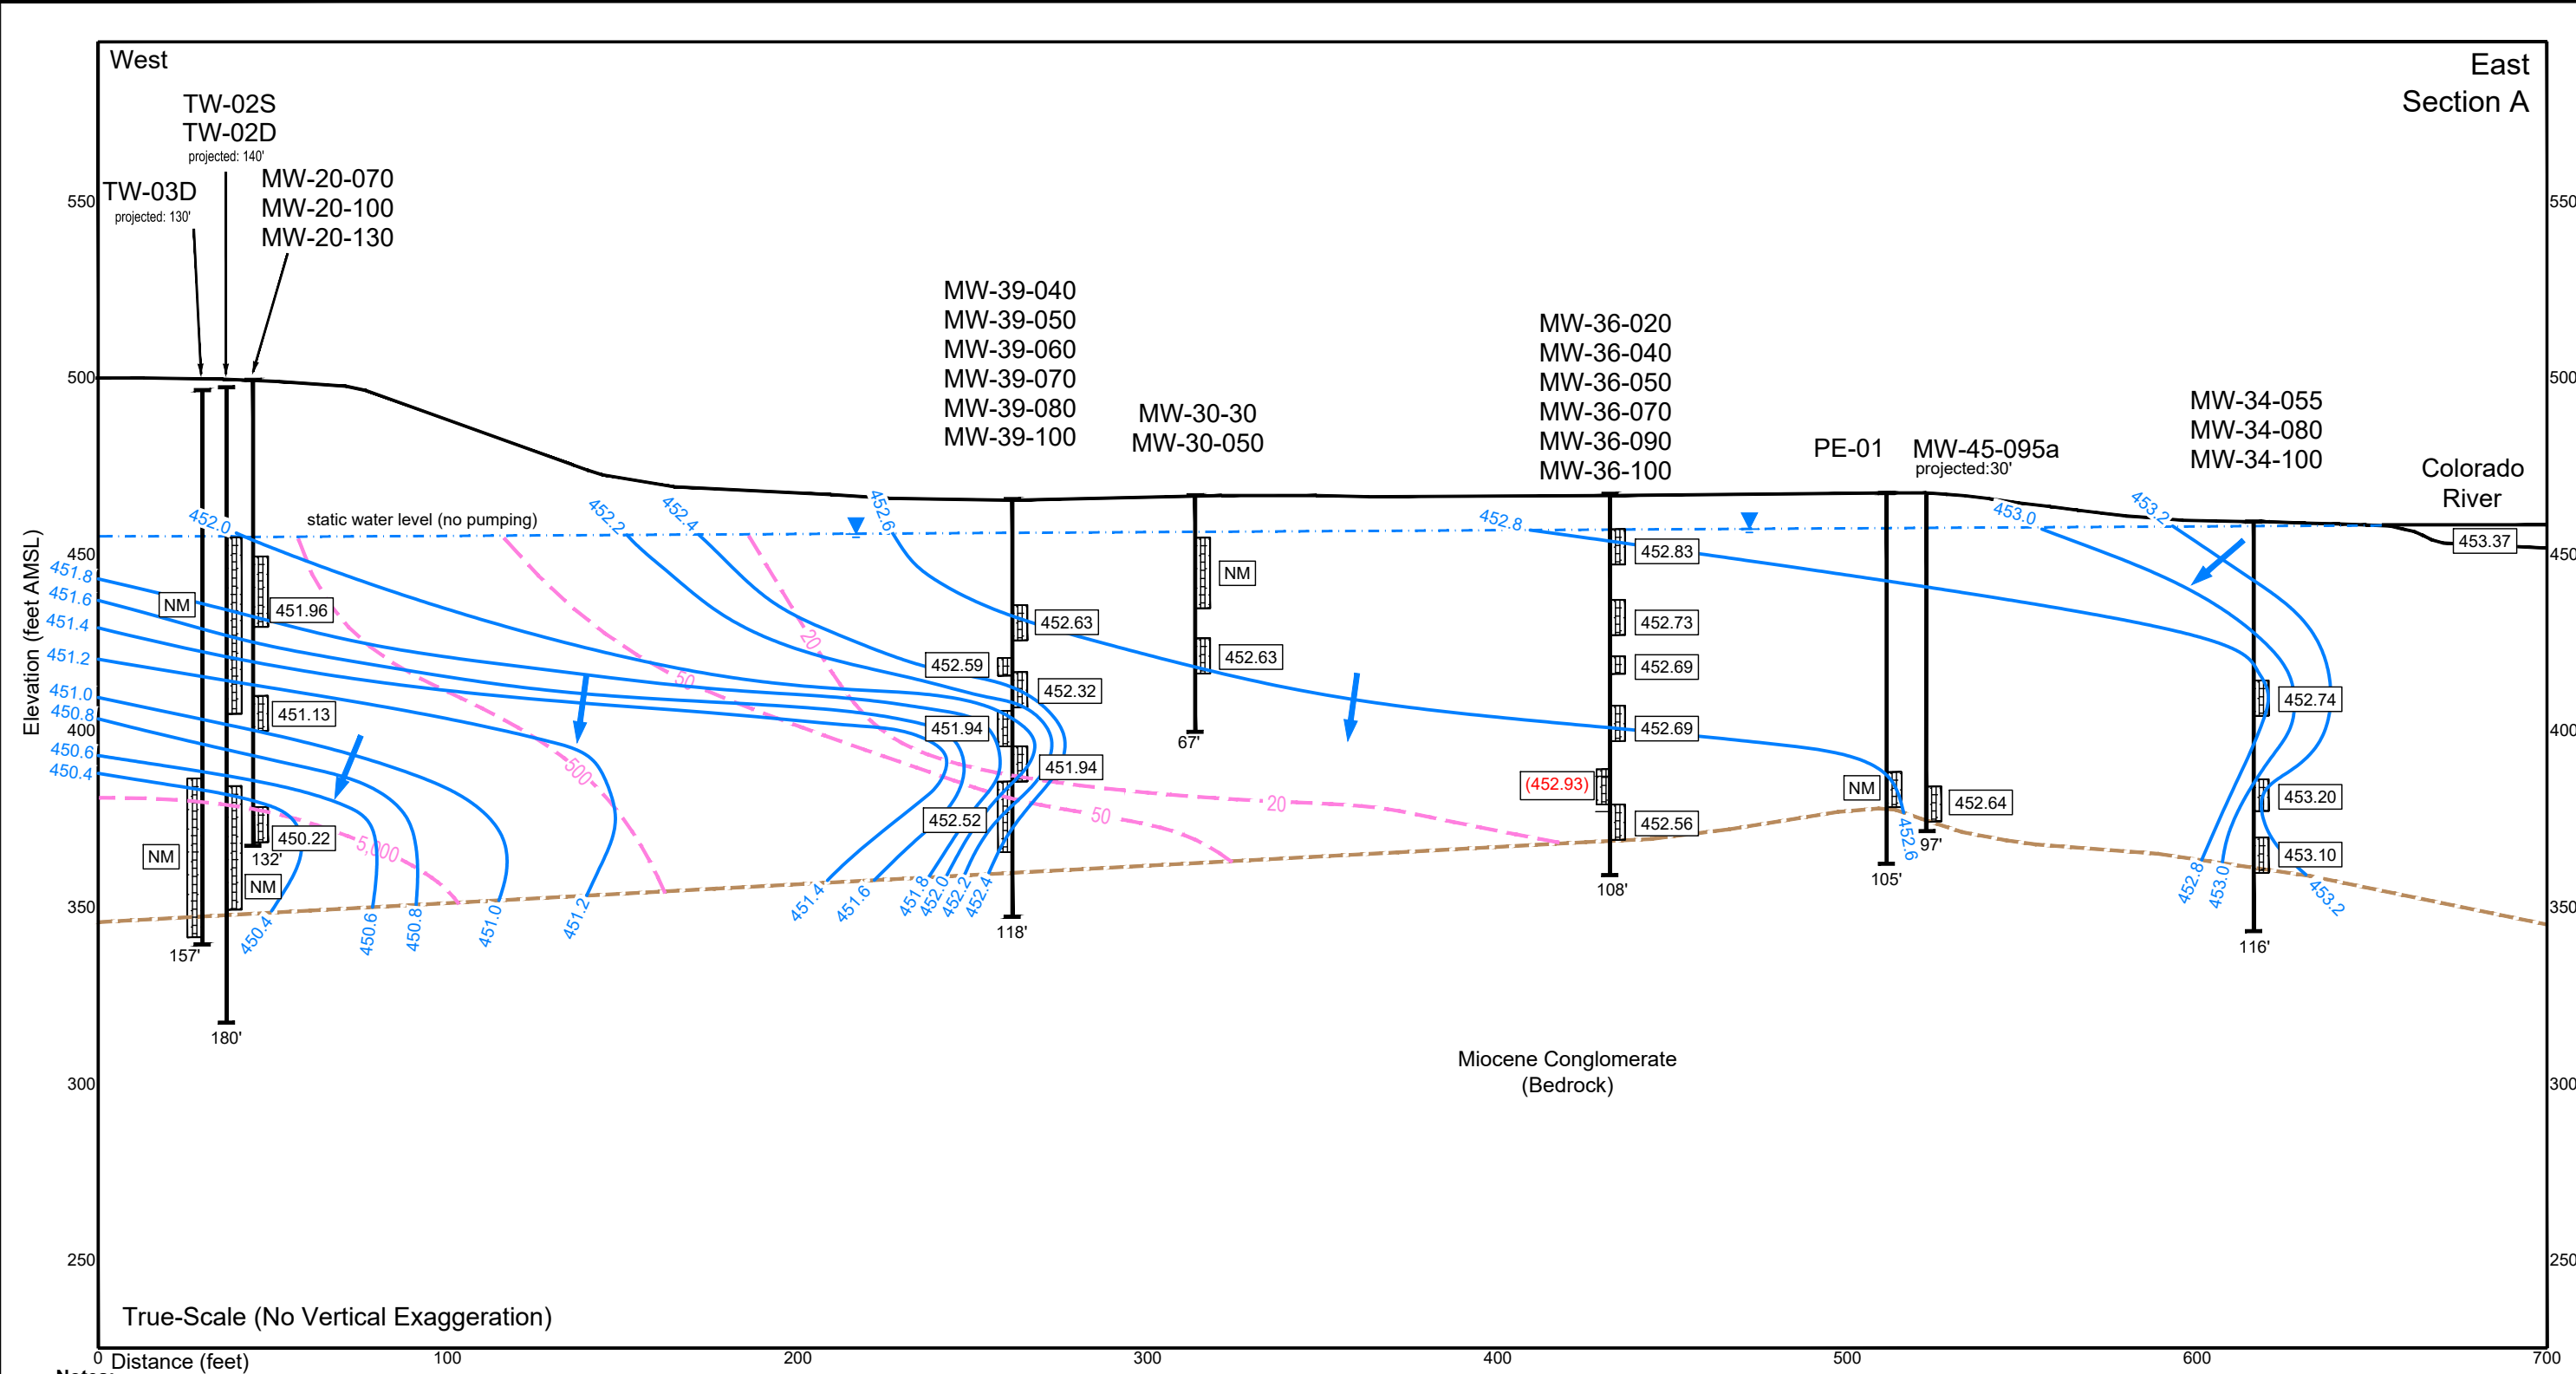 West
East
Section A
TW-02S
TW-02D
projected: 140'
TW-03D
projected: 130'
MW-20-070
MW-20-100
MW-20-130
MW-39-040
MW-39-050
MW-39-060
MW-39-070
MW-39-080
MW-39-100
MW-30-30
MW-30-050
MW-36-020
MW-36-040
MW-36-050
MW-36-070
MW-36-090
MW-36-100
PE-01
MW-45-095a
projected:30'
MW-34-055
MW-34-080
MW-34-100
Colorado
River
453.37
Elevation (feet AMSL)
550
500
450
400
350
300
250
550
500
450
400
350
300
250
static water level (no pumping)
452.0
452.2
452.4
452.6
452.8
453.0
453.2
451.8
451.6
451.4
451.2
451.0
450.8
450.6
450.4
NM
451.96
451.13
450.22
NM
NM
132'
157'
180'
20
50
500
5,000
20
50
452.63
452.59
452.32
451.94
451.94
452.52
118'
NM
452.63
67'
452.83
452.73
452.69
452.69
(452.93)
452.56
108'
NM
452.6
105'
452.64
97'
452.74
453.20
453.10
116'
450.4
450.6
450.8
451.0
451.2
451.4
451.6
451.8
452.0
452.2
452.4
452.8
453.0
453.2
Miocene Conglomerate
(Bedrock)
True-Scale (No Vertical Exaggeration)
0
100
200
300
400
500
600
700
Distance (feet)